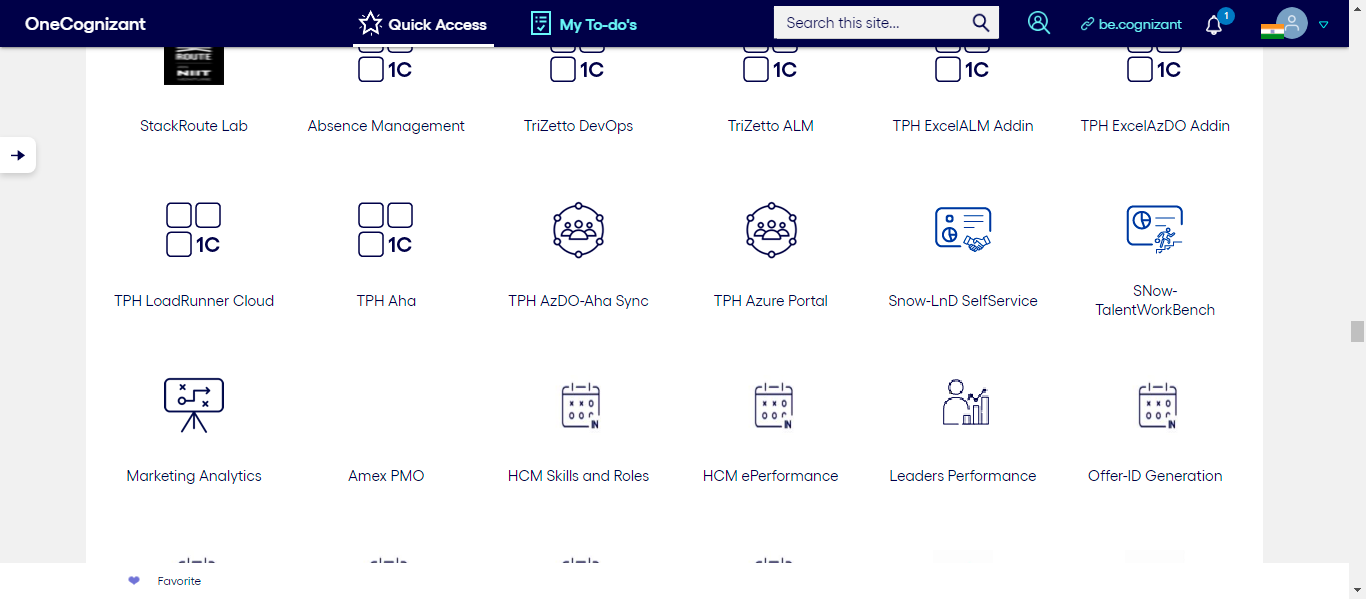 OneCognizant
Quick Access
My To-do's
Search this site...
be.cognizant
1
ROUTE
NIIT
1C
1C
1C
1C
1C
StackRoute Lab
Absence Management
TriZetto DevOps
TriZetto ALM
TPH ExcelALM Addin
TPH ExcelAzDO Addin
1C
1C
TPH LoadRunner Cloud
TPH Aha
TPH AzDO-Aha Sync
TPH Azure Portal
Snow-LnD SelfService
SNow-
TalentWorkBench
IN
IN
IN
Marketing Analytics
Amex PMO
HCM Skills and Roles
HCM ePerformance
Leaders Performance
Offer-ID Generation
Favorite